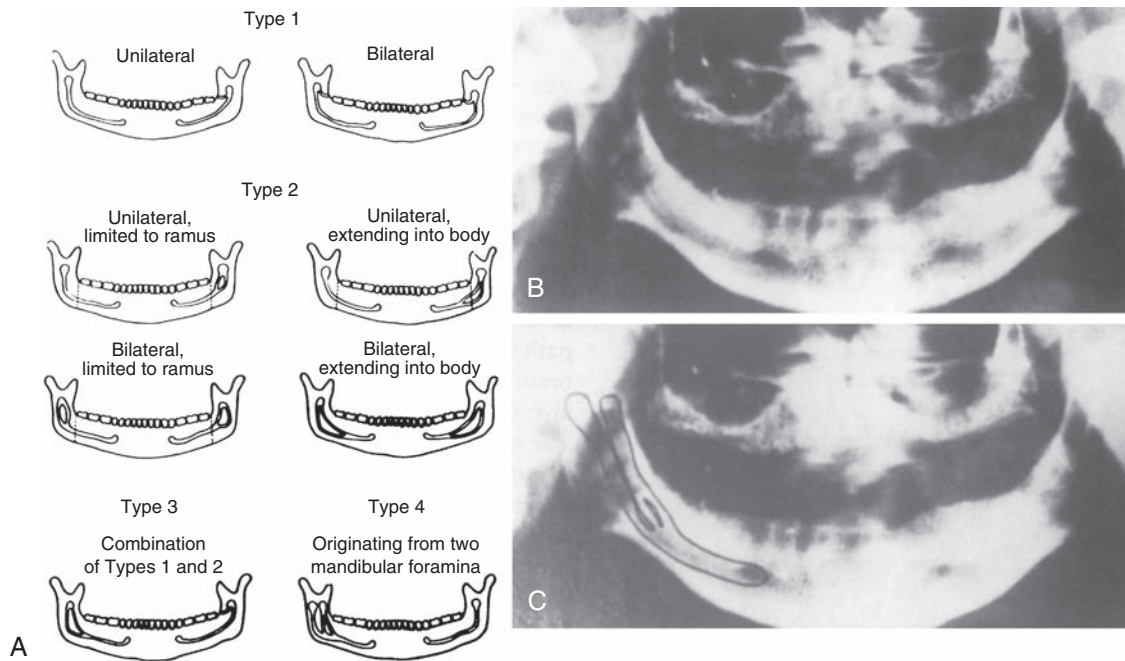 Type 1
Unilateral
Bilateral
Type 2
Unilateral,
limited to ramus
Unilateral,
extending into body
Bilateral,
limited to ramus
Bilateral,
extending into body
Type 3
Combination
of Types 1 and 2
Type 4
Originating from two
mandibular foramina
A
B
C